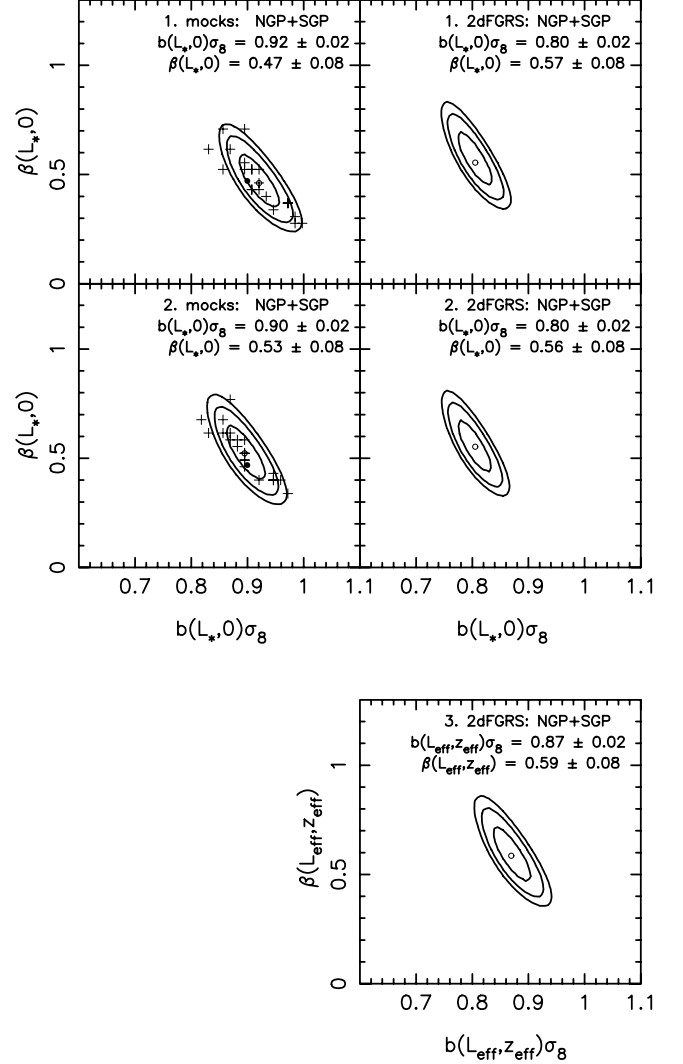 1. mocks: NGP+SGP
b(L*,0)σ8 = 0.92 ± 0.02
β(L*,0) = 0.47 ± 0.08
1. 2dFGRS: NGP+SGP
b(L*,0)σ8 = 0.80 ± 0.02
β(L*,0) = 0.57 ± 0.08
1
0.5
0
β(L*,0)
2. mocks: NGP+SGP
b(L*,0)σ8 = 0.90 ± 0.02
β(L*,0) = 0.53 ± 0.08
2. 2dFGRS: NGP+SGP
b(L*,0)σ8 = 0.80 ± 0.02
β(L*,0) = 0.56 ± 0.08
1
0.5
0
β(L*,0)
0.7 0.8 0.9 1 1.1 0.7 0.8 0.9 1 1.1
b(L*,0)σ8 b(L*,0)σ8
3. 2dFGRS: NGP+SGP
b(Leff,zeff)σ8 = 0.87 ± 0.02
β(Leff,zeff) = 0.59 ± 0.08
1
0.5
0
β(Leff,zeff)
0.7 0.8 0.9 1 1.1
b(Leff,zeff)σ8